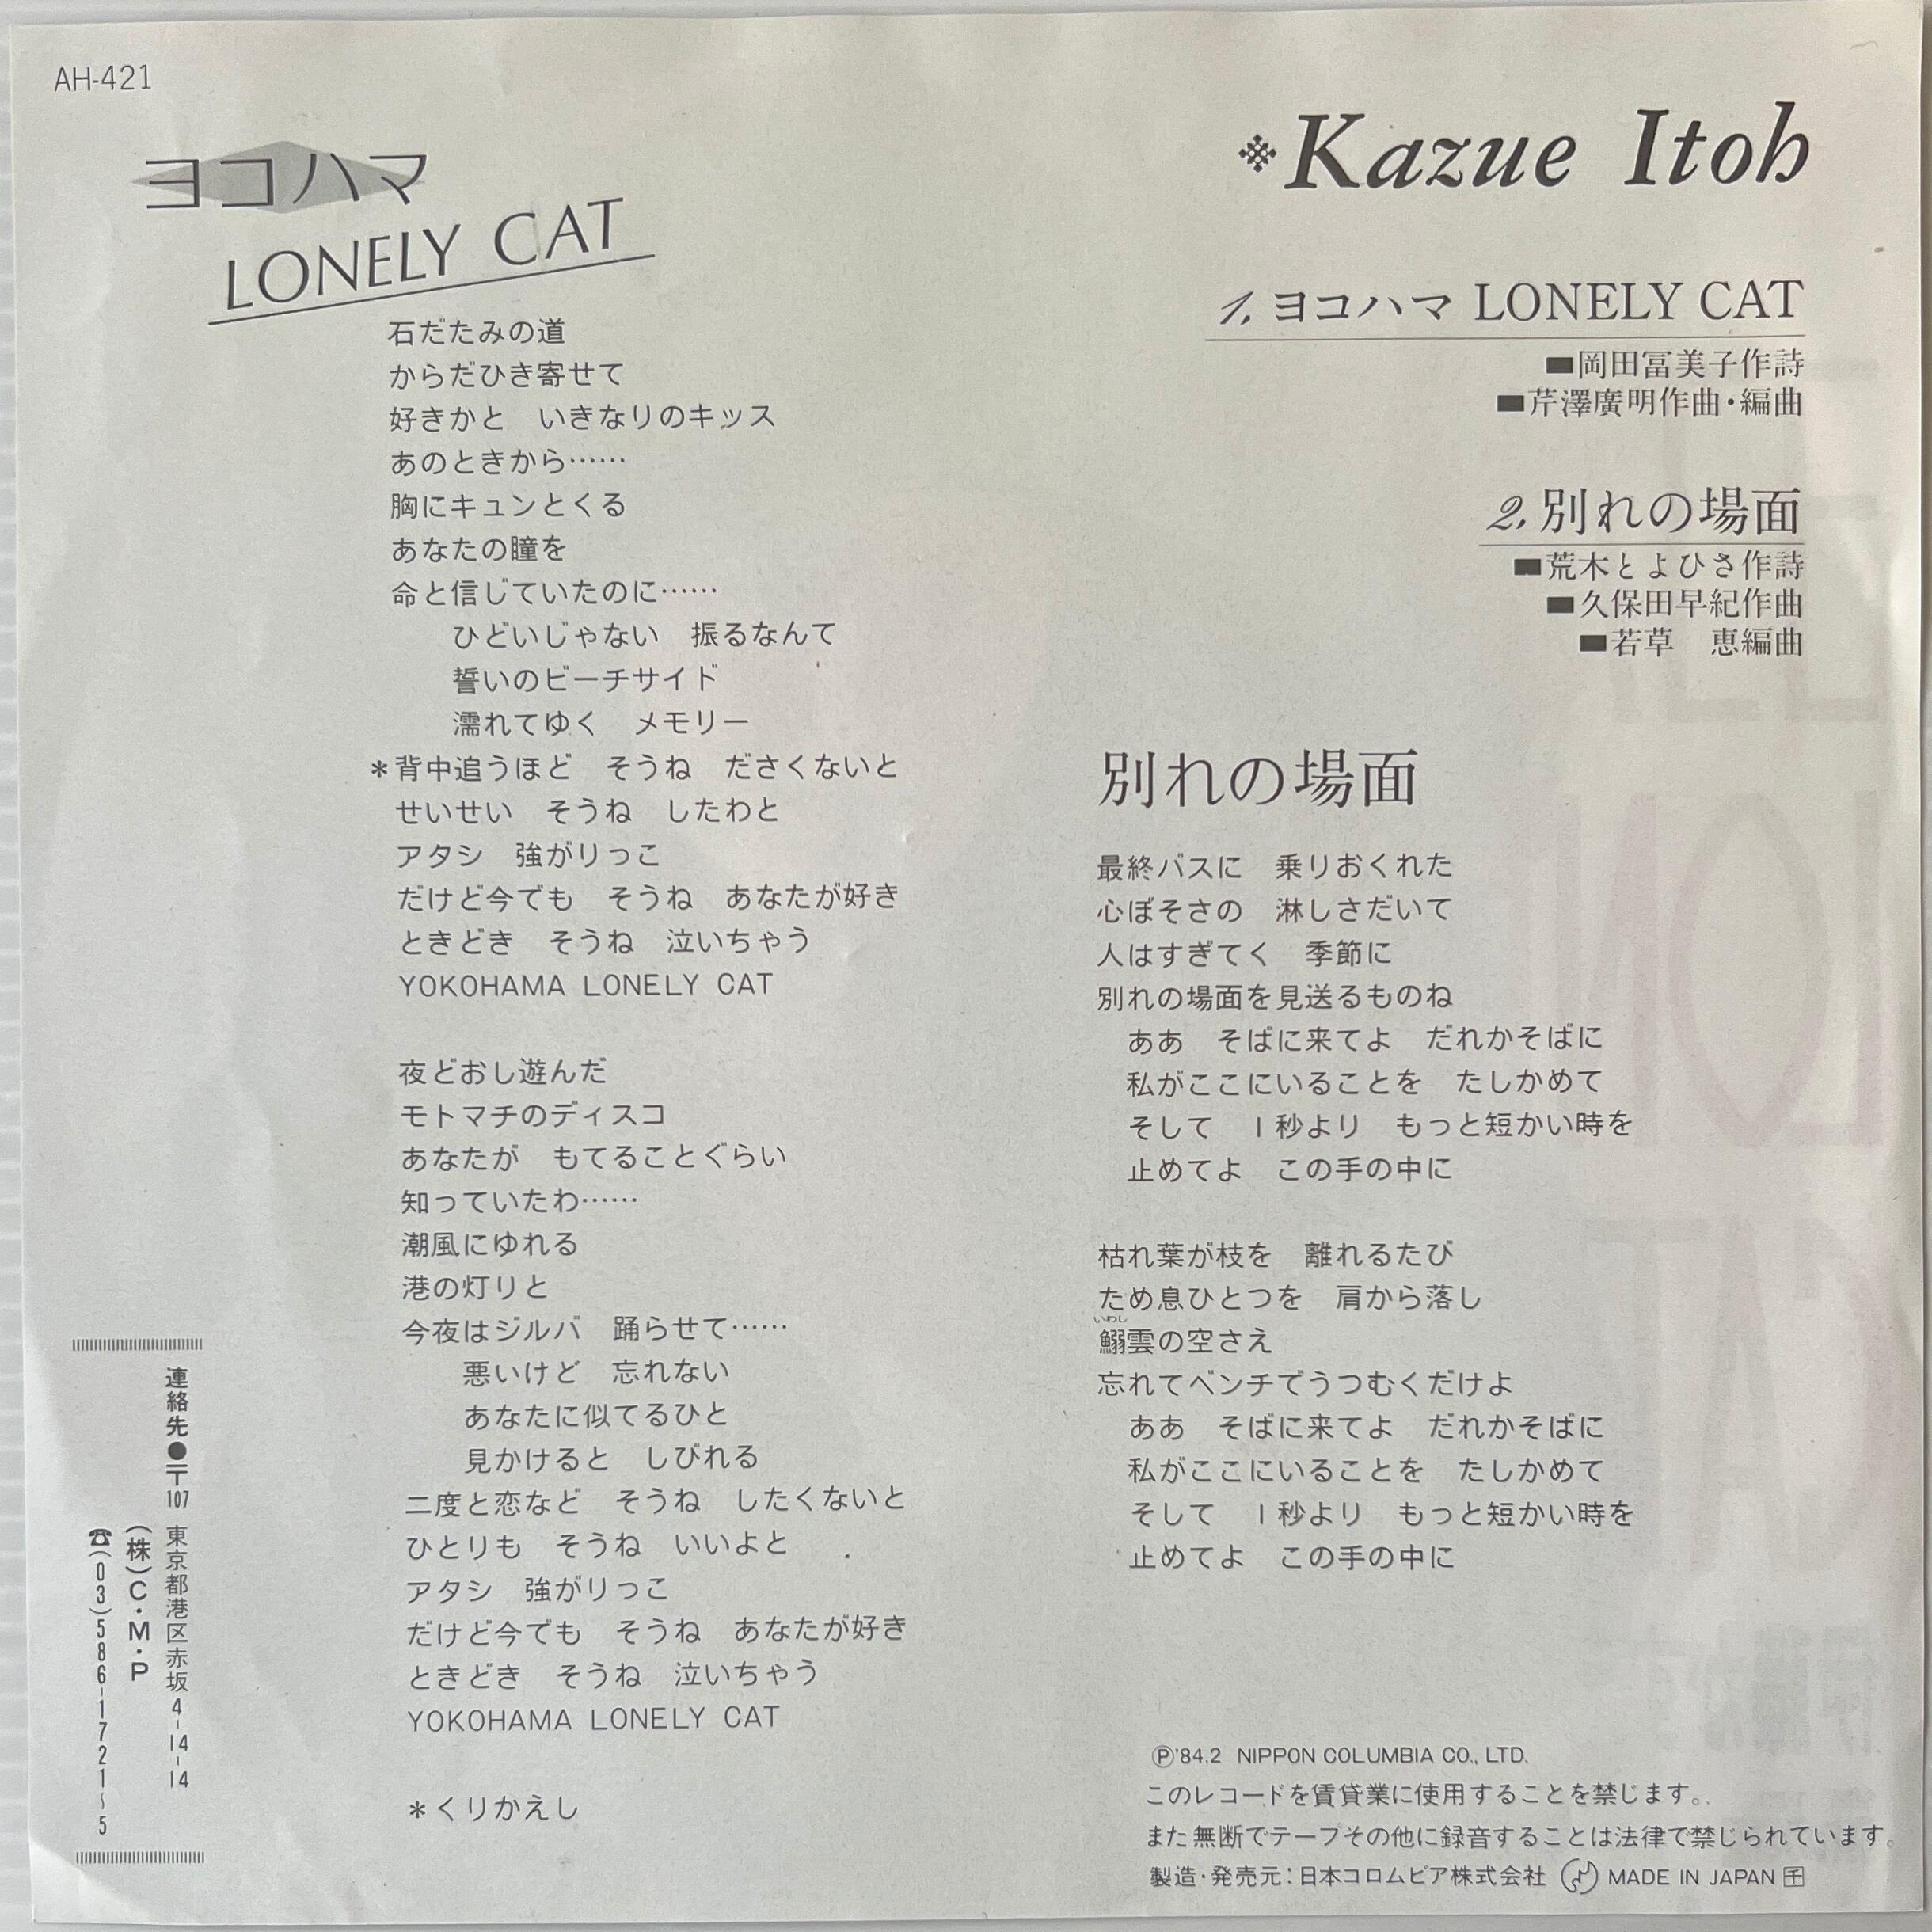 AH-421
ヨコハマ
LONELY CAT
石だたみの道
からだひき寄せて
好きかと　いきなりのキッス
あのときから……
胸にキュンとくる
あなたの瞳を
命と信じていたのに……
ひどいじゃない　振るなんて
誓いのビーチサイド
濡れてゆく　メモリー
＊背中追うほど　そうね　ださくないと
せいせい　そうね　したわと
アタシ　強がりっこ
だけど今でも　そうね　あなたが好き
ときどき　そうね　泣いちゃう
YOKOHAMA LONELY CAT
夜どおし遊んだ
モトマチのディスコ
あなたが　もてることぐらい
知っていたわ……
潮風にゆれる
港の灯りと
今夜はジルバ　踊らせて……
悪いけど　忘れない
あなたに似てるひと
見かけると　しびれる
二度と恋など　そうね　したくないと
ひとりも　そうね　いいよと
アタシ　強がりっこ
だけど今でも　そうね　あなたが好き
ときどき　そうね　泣いちゃう
YOKOHAMA LONELY CAT
＊くりかえし
連絡先●〒107 東京都港区赤坂4-14-14
(株)C・M・P
☎(03)586-1721〜5
Kazue Itoh
1. ヨコハマ LONELY CAT
■岡田冨美子作詩
■芹澤廣明作曲・編曲
2. 別れの場面
■荒木とよひさ作詩
■久保田早紀作曲
■若草　恵編曲
別れの場面
最終バスに　乗りおくれた
心ぼそさの　淋しさだいて
人はすぎてく　季節に
別れの場面を見送るものね
ああ　そばに来てよ　だれかそばに
私がここにいることを　たしかめて
そして　1秒より　もっと短かい時を
止めてよ　この手の中に
枯れ葉が枝を　離れるたび
ため息ひとつを　肩から落し
いわし
鰯雲の空さえ
忘れてベンチでうつむくだけよ
ああ　そばに来てよ　だれかそばに
私がここにいることを　たしかめて
そして　1秒より　もっと短かい時を
止めてよ　この手の中に
Ⓟ'84.2 NIPPON COLUMBIA CO., LTD.
このレコードを賃貸業に使用することを禁じます。
また無断でテープその他に録音することは法律で禁じられています。
製造・発売元：日本コロムビア株式会社 MADE IN JAPAN 千